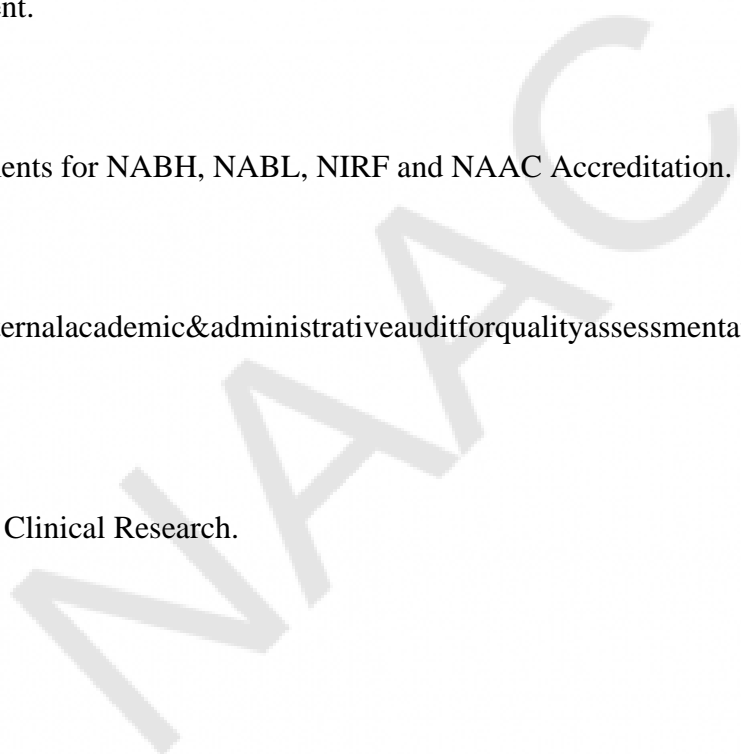 nt.
ents for NABH, NABL, NIRF and NAAC Accreditation.
ernalacademic&administrativeauditforqualityassessmenta
Clinical Research.
NAAC